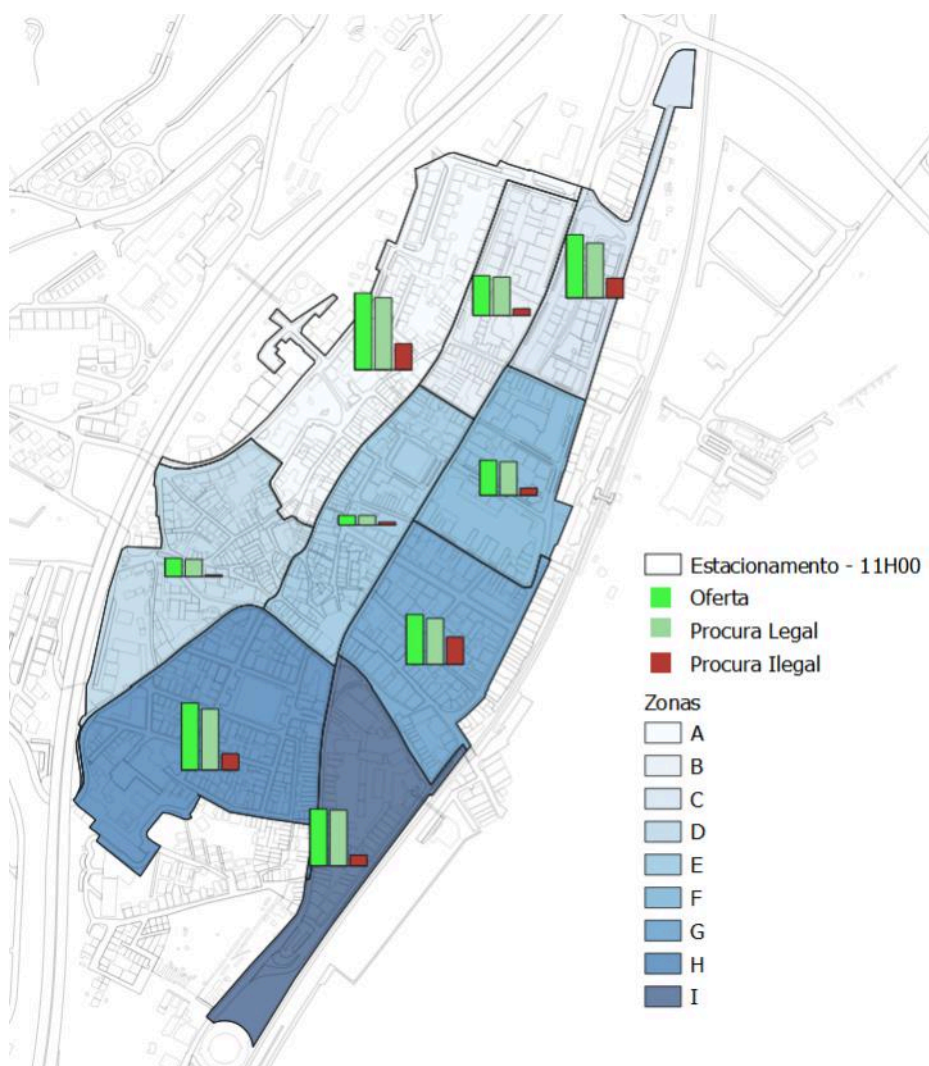 Estacionamento - 11H00
Oferta
Procura Legal
Procura Ilegal
Zonas
A
B
C
D
E
F
G
H
I